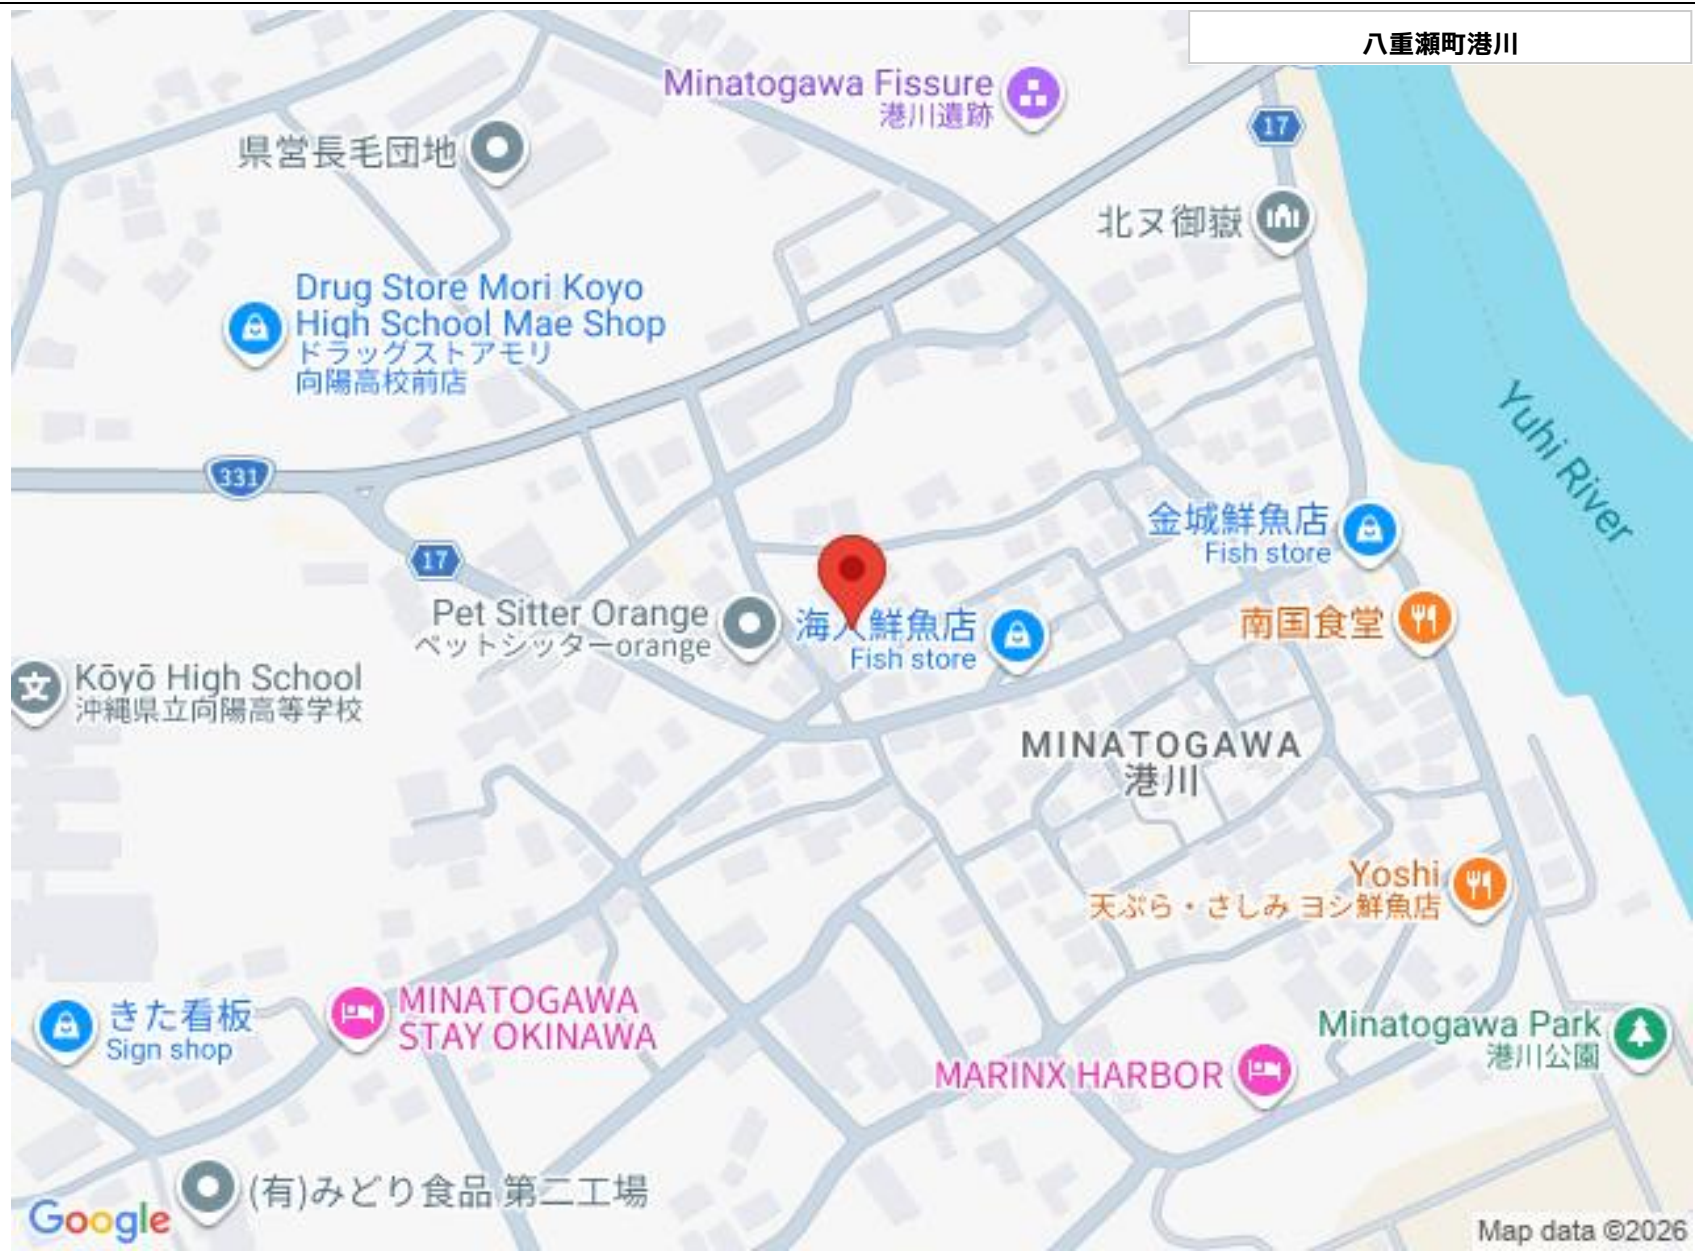 八重瀬町港川
Minatogawa Fissure
港川遺跡
17
県営長毛団地
北ヌ御嶽
Drug Store Mori Koyo
High School Mae Shop
ドラッグストアモリ
向陽高校前店
Yuhi River
331
金城鮮魚店
Fish store
17
Pet Sitter Orange
ペットシッターorange
海人鮮魚店
Fish store
南国食堂
文
Kōyō High School
沖縄県立向陽高等学校
MINATOGAWA
港川
Yoshi
天ぷら・さしみ ヨシ鮮魚店
きた看板
Sign shop
MINATOGAWA
STAY OKINAWA
Minatogawa Park
港川公園
MARINX HARBOR
(有)みどり食品 第二工場
Google
Map data ©2026